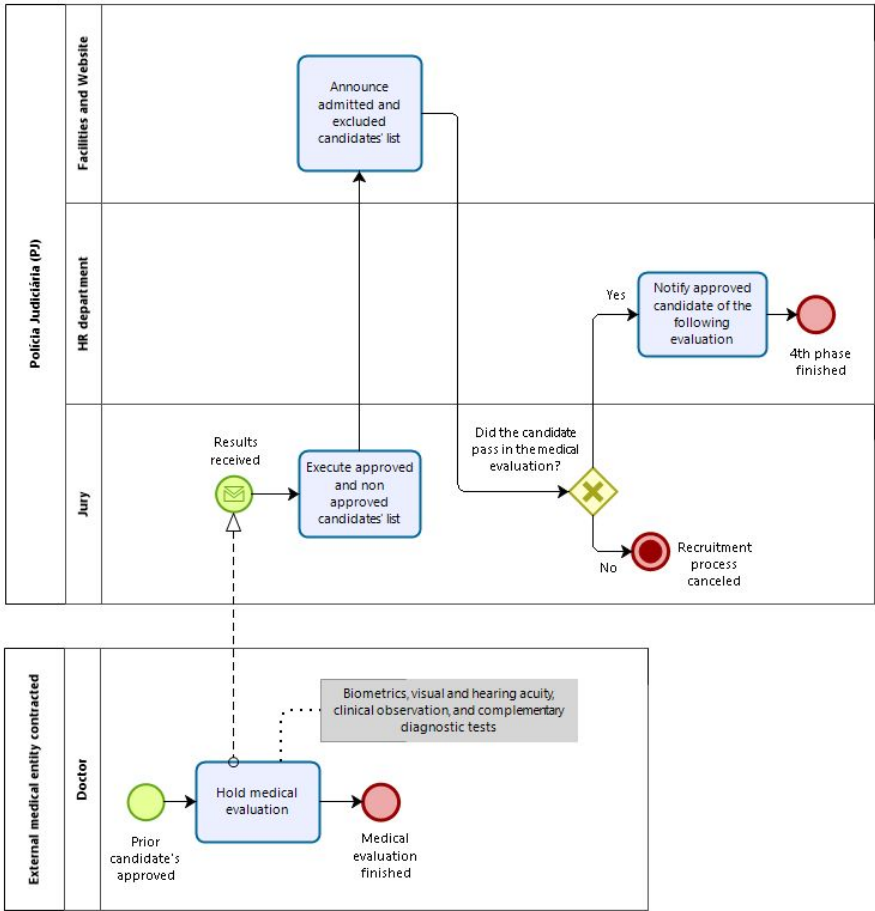 Polícia Judiciária (PJ)
Facilities and Website
Announce
admitted and
excluded
candidates' list
HR department
Yes
Notify approved
candidate of the
following
evaluation
4th phase
finished
Jury
Results
received
Execute approved
and non
approved
candidates' list
Did the candidate
pass in the medical
evaluation?
No
Recruitment
process
canceled
External medical entity contracted
Doctor
Biometrics, visual and hearing acuity,
clinical observation, and complementary
diagnostic tests
Prior
candidate's
approved
Hold medical
evaluation
Medical
evaluation
finished